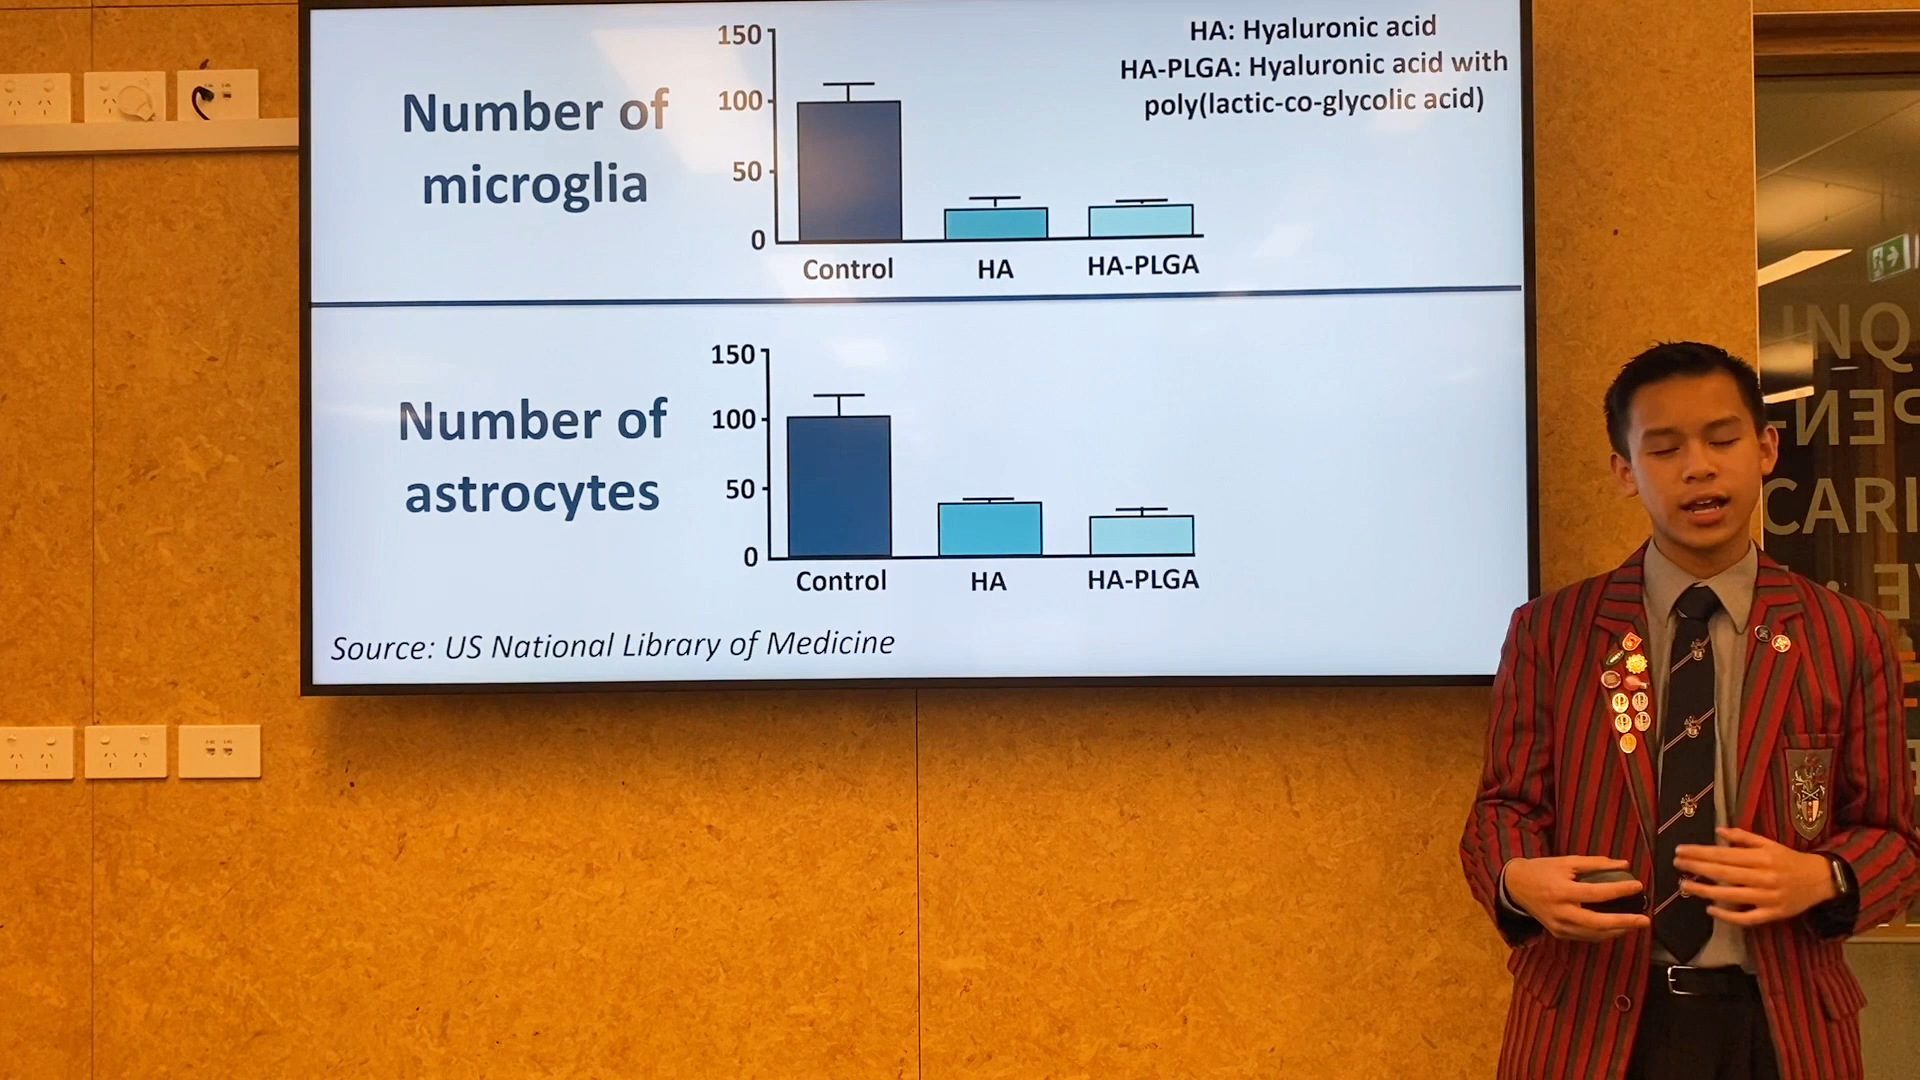 HA: Hyaluronic acid
HA-PLGA: Hyaluronic acid with
poly(lactic-co-glycolic acid)
Number of
microglia
150
100
50
0
Control HA HA-PLGA
Number of
astrocytes
150
100
50
0
Control HA HA-PLGA
Source: US National Library of Medicine